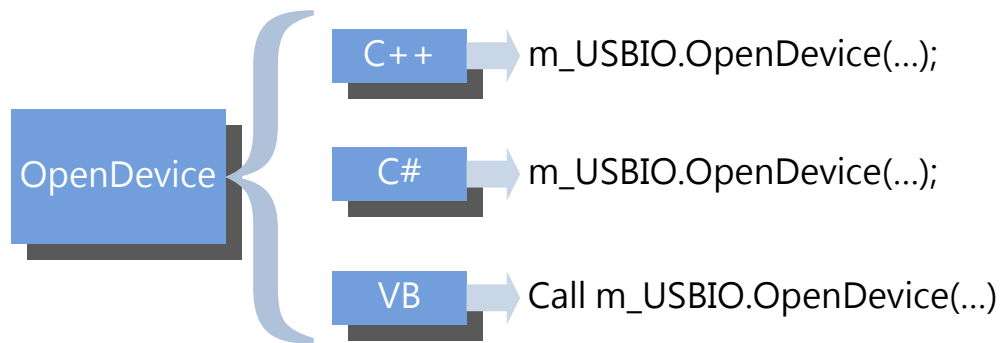 OpenDevice
C++
m_USBIO.OpenDevice(...);
C#
m_USBIO.OpenDevice(...);
VB
Call m_USBIO.OpenDevice(...)